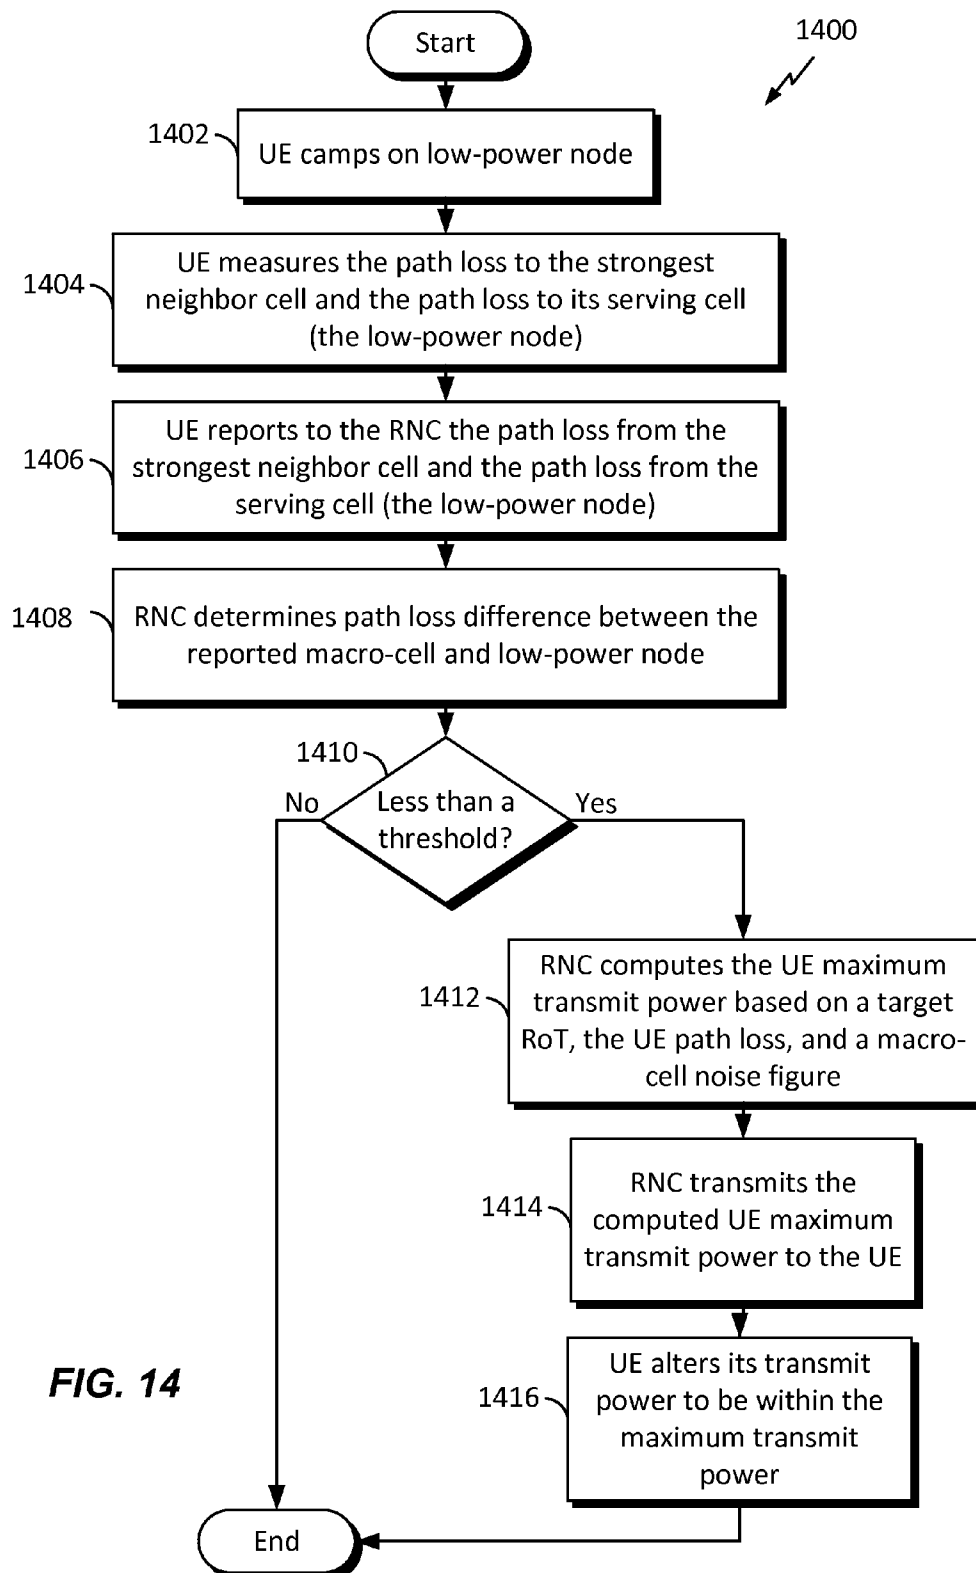 Start
1400
1402
UE camps on low-power node
1404
UE measures the path loss to the strongest
neighbor cell and the path loss to its serving cell
(the low-power node)
1406
UE reports to the RNC the path loss from the
strongest neighbor cell and the path loss from the
serving cell (the low-power node)
1408
RNC determines path loss difference between the
reported macro-cell and low-power node
1410
No
Less than a
threshold?
Yes
1412
RNC computes the UE maximum
transmit power based on a target
RoT, the UE path loss, and a macro-
cell noise figure
1414
RNC transmits the
computed UE maximum
transmit power to the UE
1416
UE alters its transmit
power to be within the
maximum transmit
power
FIG. 14
End